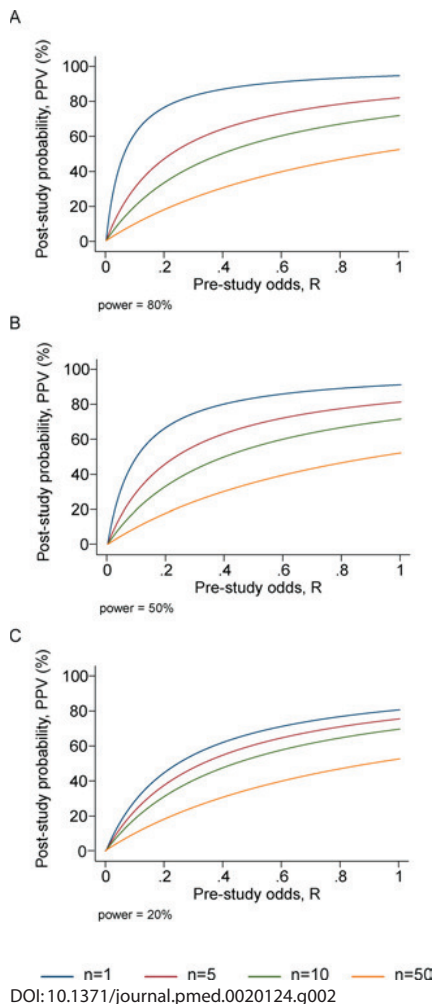 A
Post-study probability, PPV (%)
100
80
60
40
20
0
0 .2 .4 .6 .8 1
Pre-study odds, R
power = 80%
B
Post-study probability, PPV (%)
100
80
60
40
20
0
0 .2 .4 .6 .8 1
Pre-study odds, R
power = 50%
C
Post-study probability, PPV (%)
100
80
60
40
20
0
0 .2 .4 .6 .8 1
Pre-study odds, R
power = 20%
n=1 n=5 n=10 n=50
DOI: 10.1371/journal.pmed.0020124.g002